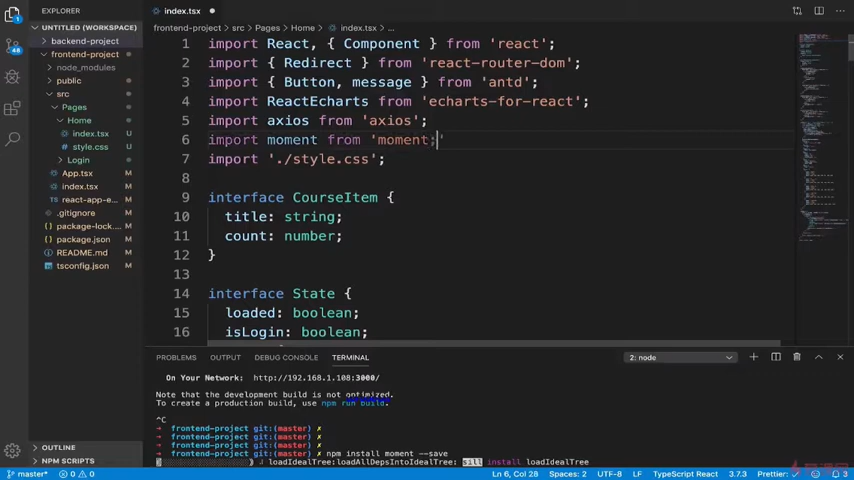 EXPLORER
index.tsx
frontend-project > src > Pages > Home > index.tsx > ...
UNTITLED (WORKSPACE)
backend-project
frontend-project
node_modules
public
src
Pages
Home
index.tsx U
style.css U
Login
App.tsx M
index.tsx M
react-app-e... M
.gitignore M
package-lock.... M
package.json M
README.md M
tsconfig.json M
OUTLINE
NPM SCRIPTS
1
48
1 import React, { Component } from 'react';
2 import { Redirect } from 'react-router-dom';
3 import { Button, message } from 'antd';
4 import ReactEcharts from 'echarts-for-react';
5 import axios from 'axios';
6 import moment from 'moment;'
7 import './style.css';
8
9 interface CourseItem {
10 title: string;
11 count: number;
12 }
13
14 interface State {
15 loaded: boolean;
16 isLogin: boolean;
PROBLEMS OUTPUT DEBUG CONSOLE TERMINAL 2: node
On Your Network: http://192.168.1.108:3000/
Note that the development build is not optimized.
To create a production build, use npm run build.
^C
→ frontend-project git:(master) ✗
→ frontend-project git:(master) ✗
→ frontend-project git:(master) ✗
→ frontend-project git:(master) ✗ npm install moment --save
loadIdealTree:loadAllDepsIntoIdealTree: sill install loadIdealTree
master* 0 0 Ln 6, Col 28 Spaces: 2 UTF-8 LF TypeScript React 3.7.3 Prettier: ✓ 3